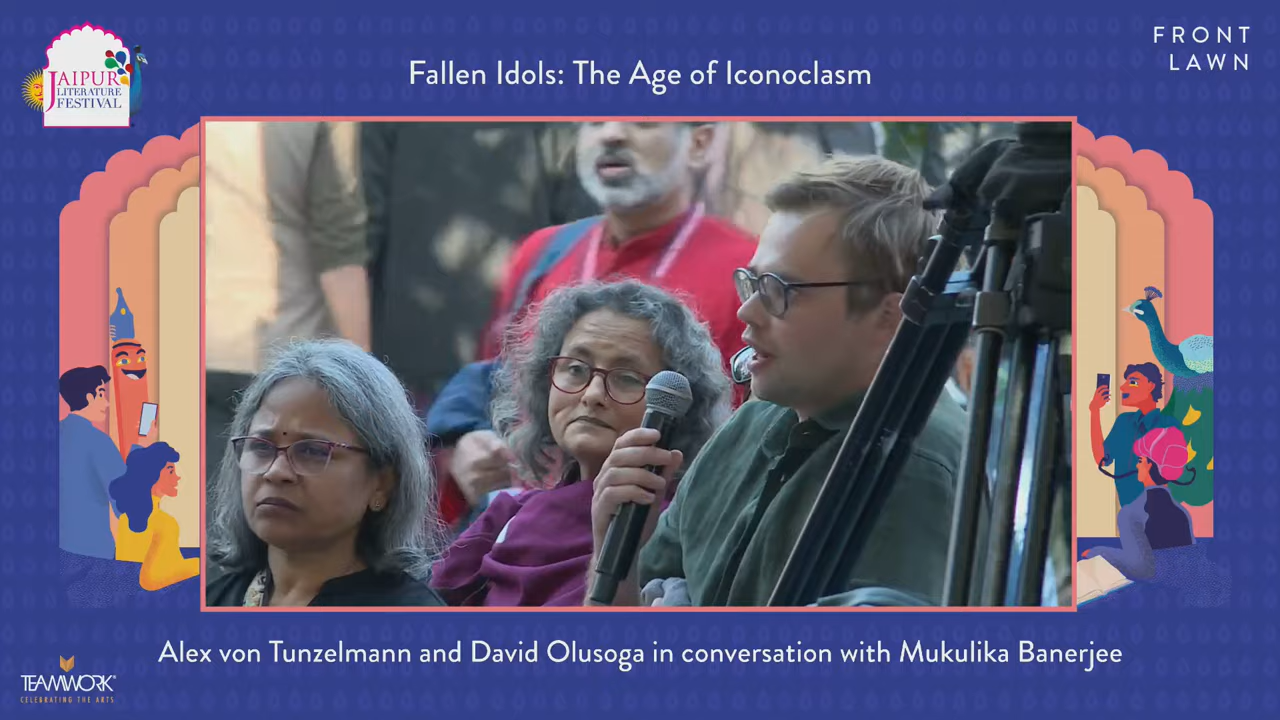 JAIPUR
LITERATURE
FESTIVAL
Fallen Idols: The Age of Iconoclasm
FRONT
LAWN
Alex von Tunzelmann and David Olusoga in conversation with Mukulika Banerjee
TEAMWORK
CELEBRATING THE ARTS